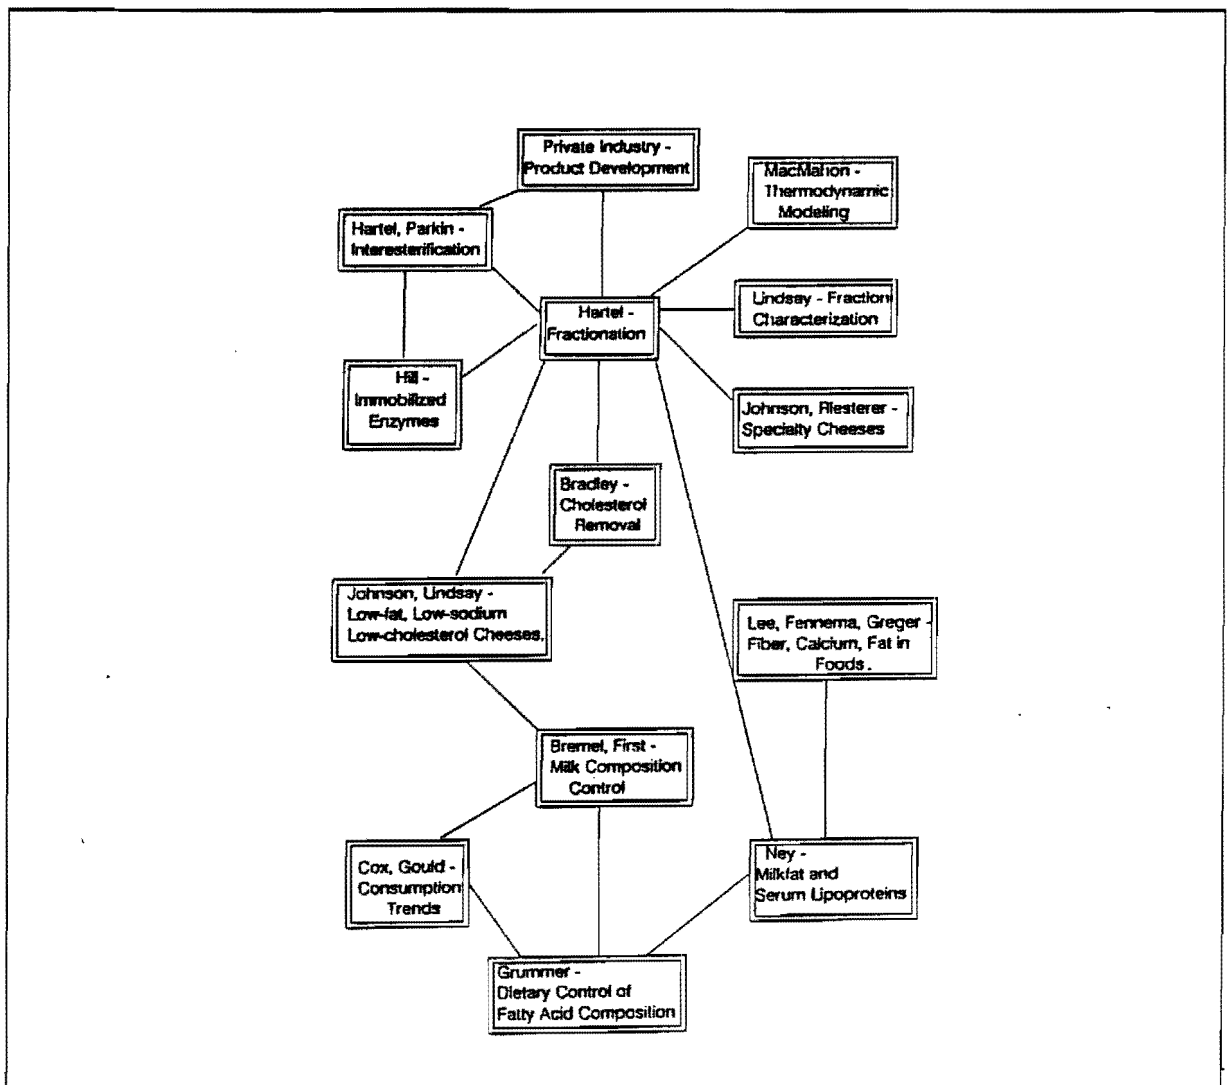 Private Industry -
Product Development
MacMahon -
Thermodynamic
Modeling
Hartel, Parkin -
Interesterification
Hartel -
Fractionation
Lindsay - Fraction
Characterization
Hill -
Immobilized
Enzymes
Johnson, Riesterer -
Specialty Cheeses
Bradley -
Cholesterol
Removal
Johnson, Lindsay -
Low-fat, Low-sodium
Low-cholesterol Cheeses.
Lee, Fennema, Greger -
Fiber, Calcium, Fat in
Foods.
Bremel, First -
Milk Composition
Control
Cox, Gould -
Consumption
Trends
Ney -
Milkfat and
Serum Lipoproteins
Grummer -
Dietary Control of
Fatty Acid Composition